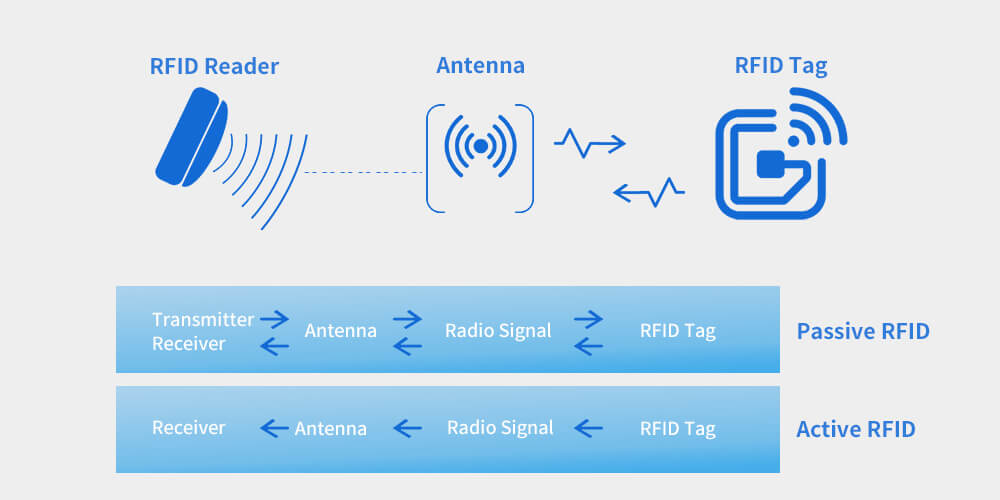 RFID Reader
Antenna
RFID Tag
Transmitter
Receiver
Antenna
Radio Signal
RFID Tag
Passive RFID
Receiver
Antenna
Radio Signal
RFID Tag
Active RFID